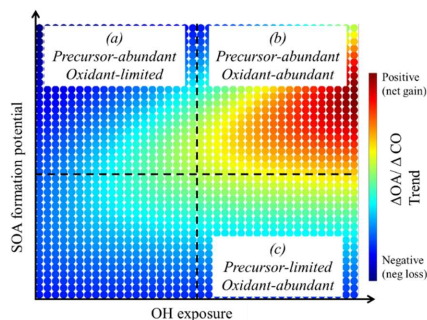 (a)
Precursor-abundant
Oxidant-limited
(b)
Precursor-abundant
Oxidant-abundant
(c)
Precursor-limited
Oxidant-abundant
SOA formation potential
OH exposure
Positive
(net gain)
ΔOA/ Δ CO
Trend
Negative
(neg loss)